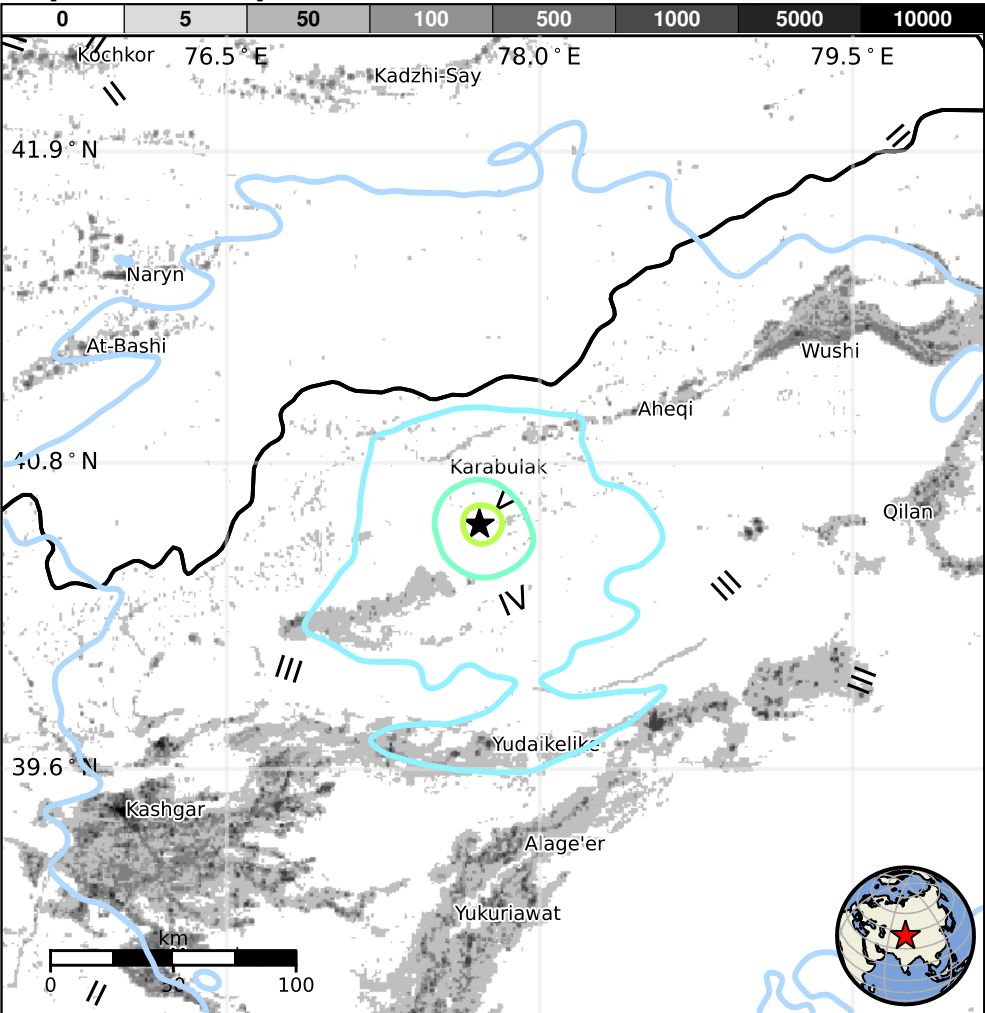 0 5 50 100 500 1000 5000 10000
76.5°E 78.0°E 79.5°E
Kochkor
Kadzhi-Say
II
II
41.9°N
Naryn
At-Bashi
Wushi
Aheqi
40.8°N
Karabulak
V
Qilan
IV
III
III
III
Yudaikelike
39.6°N
Kashgar
Alage'er
Yukuriawat
km
0 50 100
II